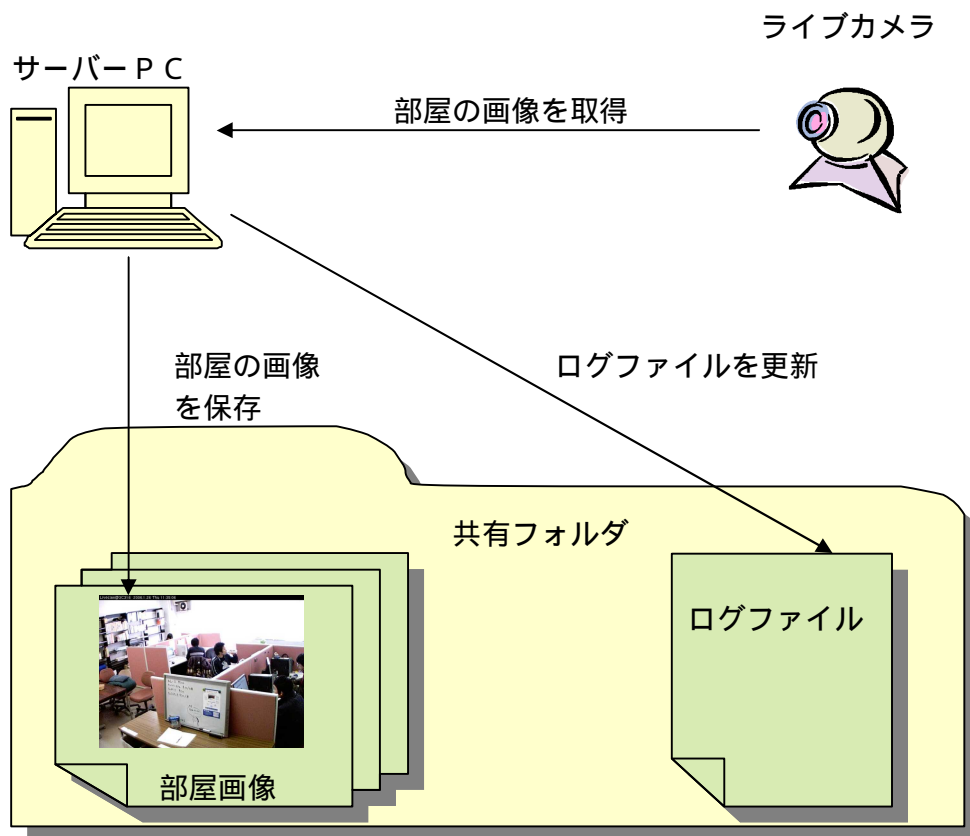 ライブカメラ
サーバーＰＣ
部屋の画像を取得
部屋の画像
を保存
ログファイルを更新
共有フォルダ
ログファイル
部屋画像